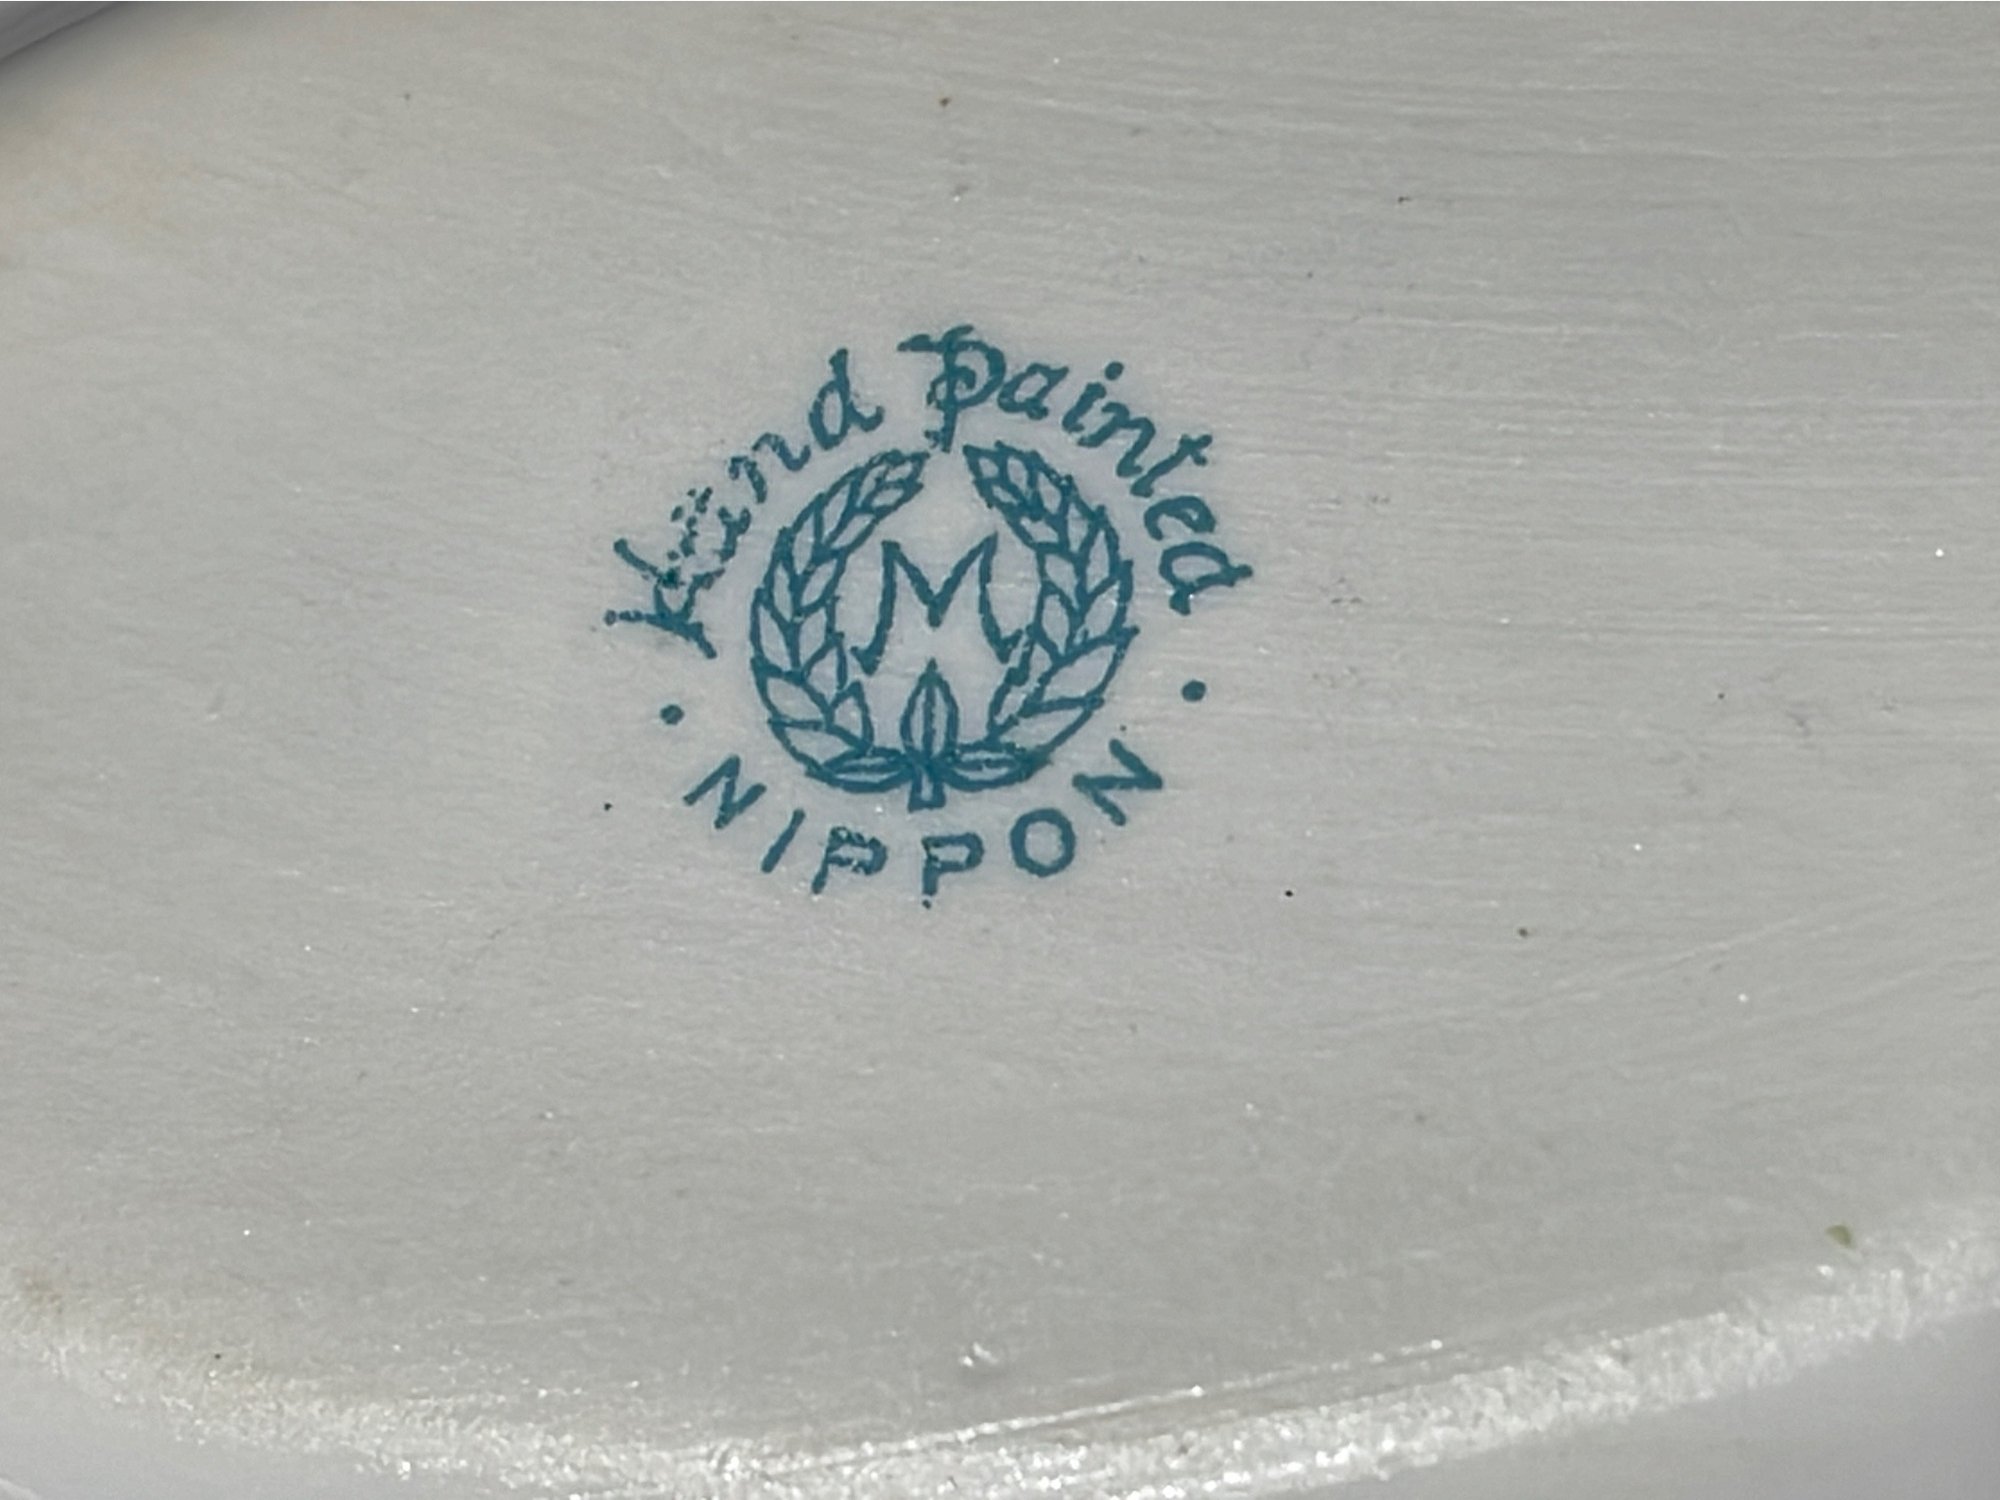 Hand Painted
M
• NIPPON •